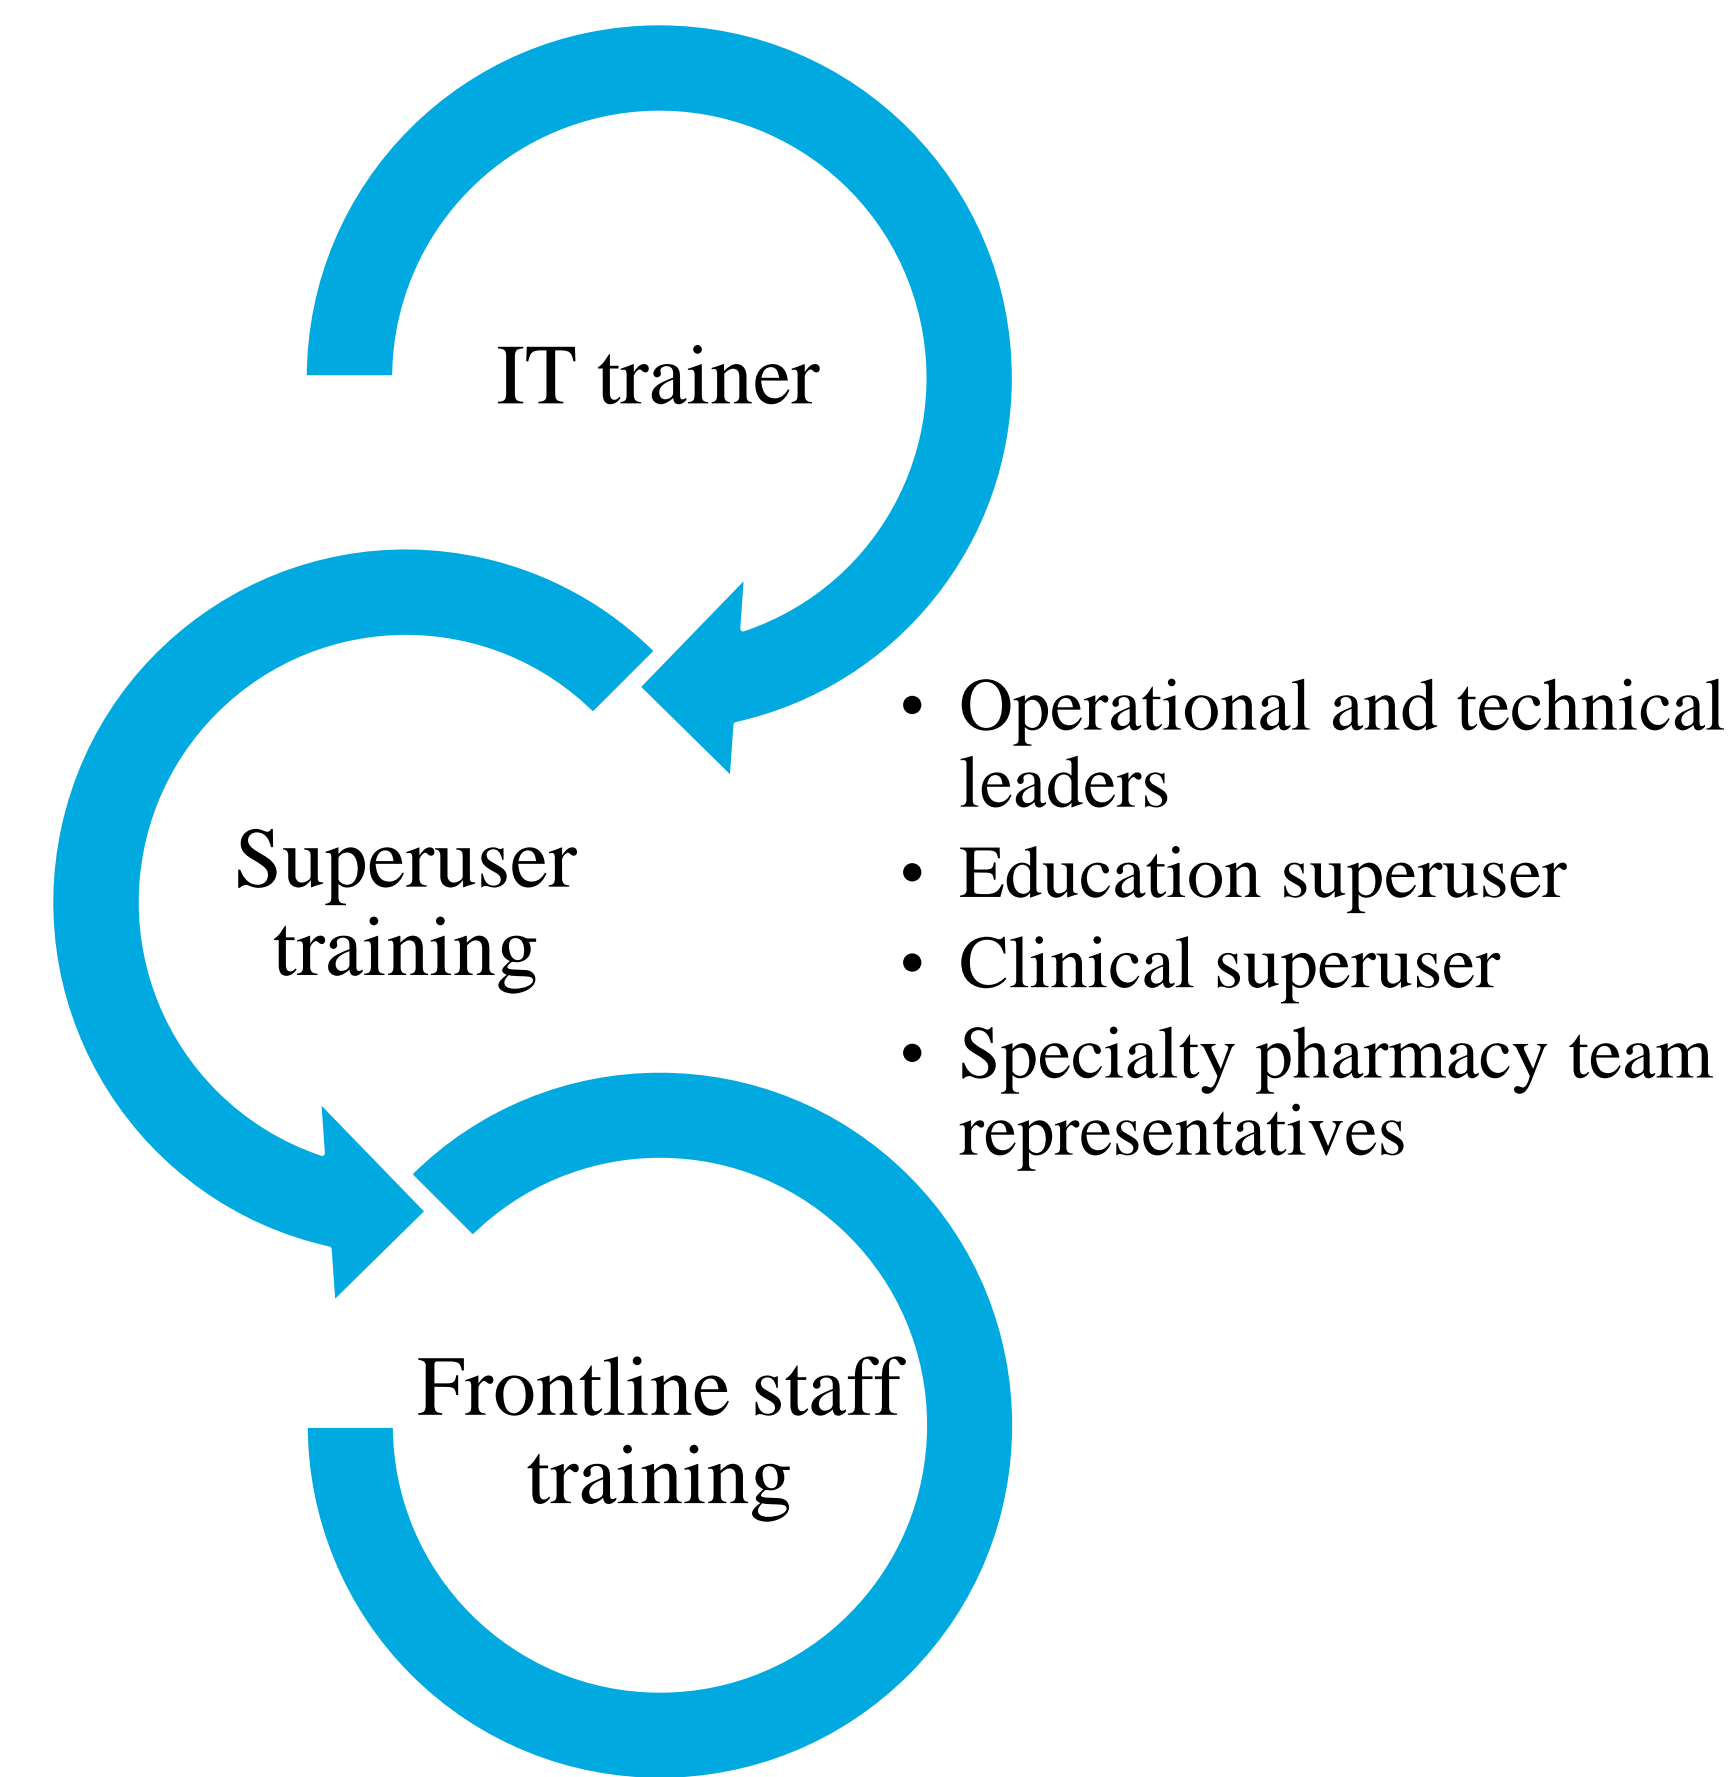 IT trainer
Superuser
training
• Operational and technical
leaders
• Education superuser
• Clinical superuser
• Specialty pharmacy team
representatives
Frontline staff
training